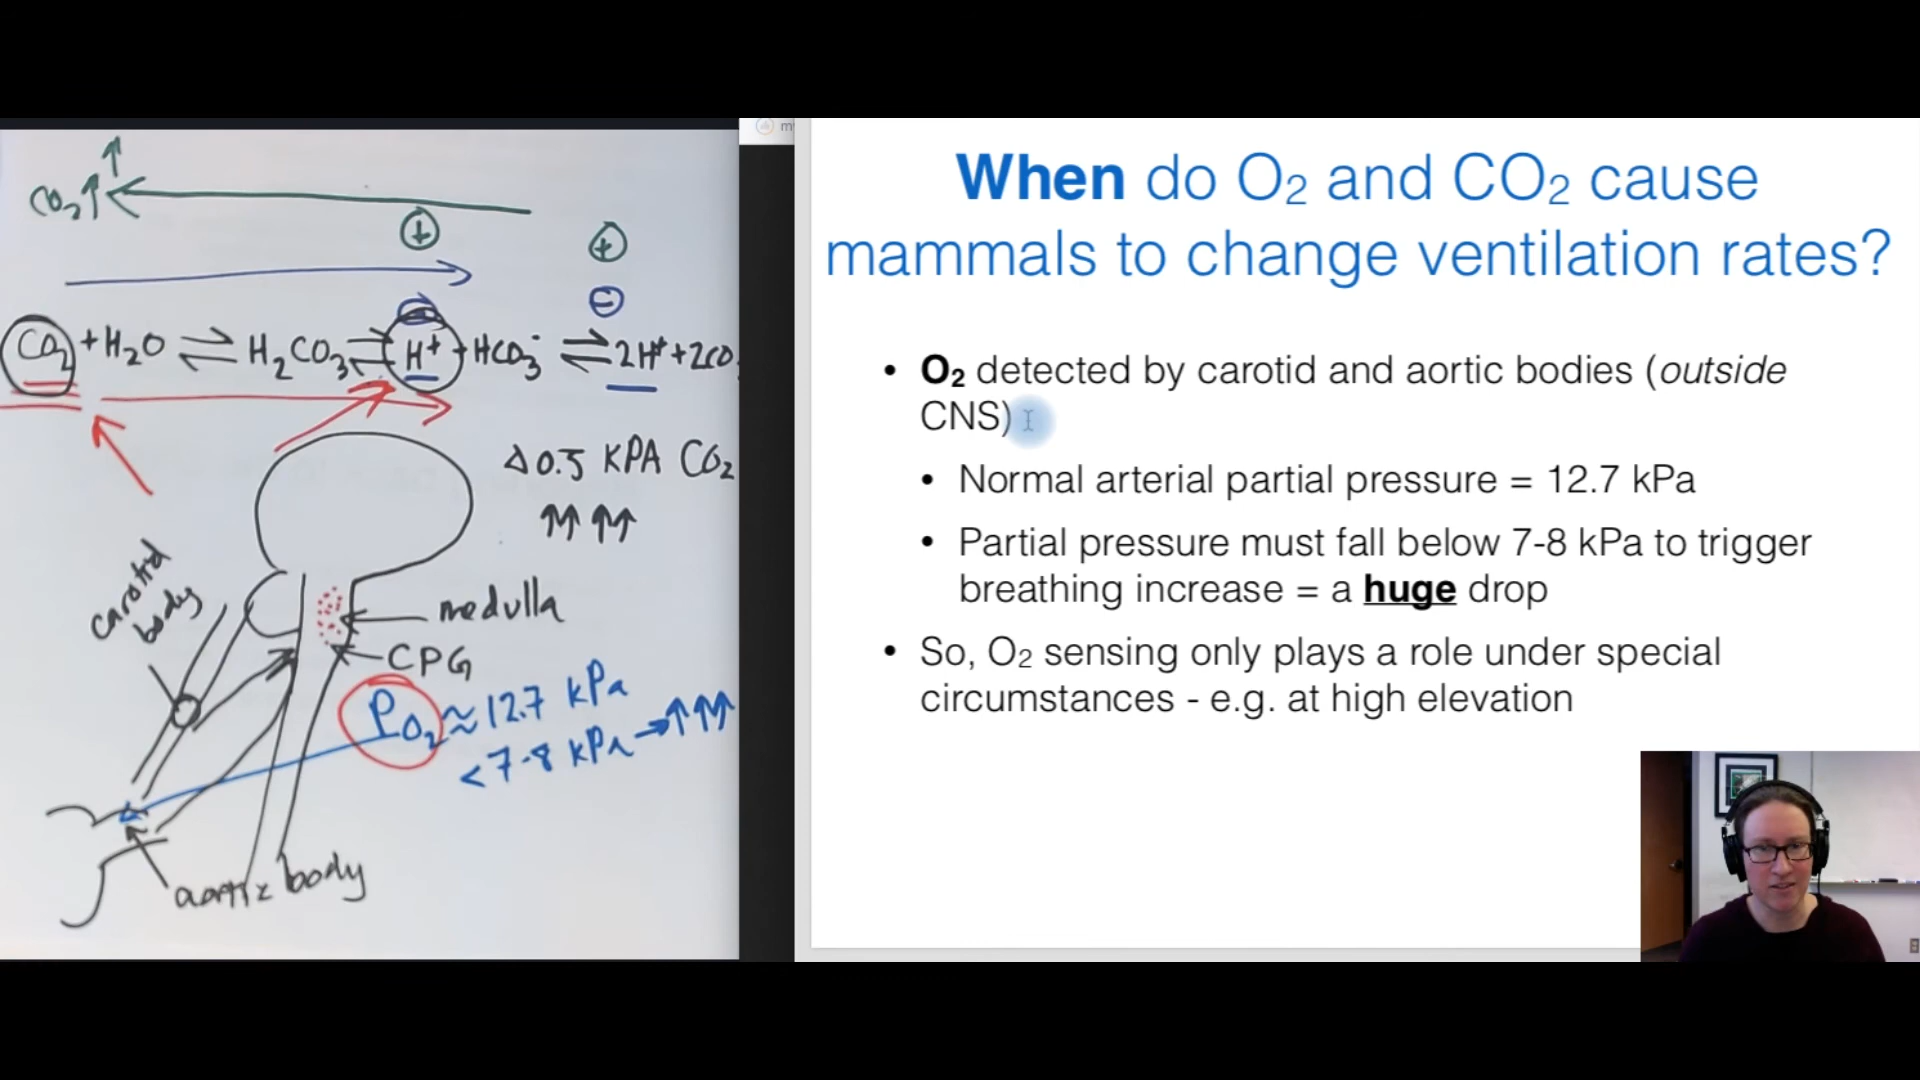 CO₂↑↑
+
+
-
CO₂ + H₂O ⇌ H₂CO₃ ⇌ H⁺ + HCO₃⁻ ⇌ 2H⁺ + 2CO
Δ0.5 KPA CO₂
↑↑ ↑↑
carotid
body
medulla
CPG
PO₂ ≈ 12.7 kPa
<7-8 kPa → ↑↑↑
aortic body
m
When do O₂ and CO₂ cause
mammals to change ventilation rates?
• O₂ detected by carotid and aortic bodies (outside
CNS)
• Normal arterial partial pressure = 12.7 kPa
• Partial pressure must fall below 7-8 kPa to trigger
breathing increase = a huge drop
• So, O₂ sensing only plays a role under special
circumstances - e.g. at high elevation